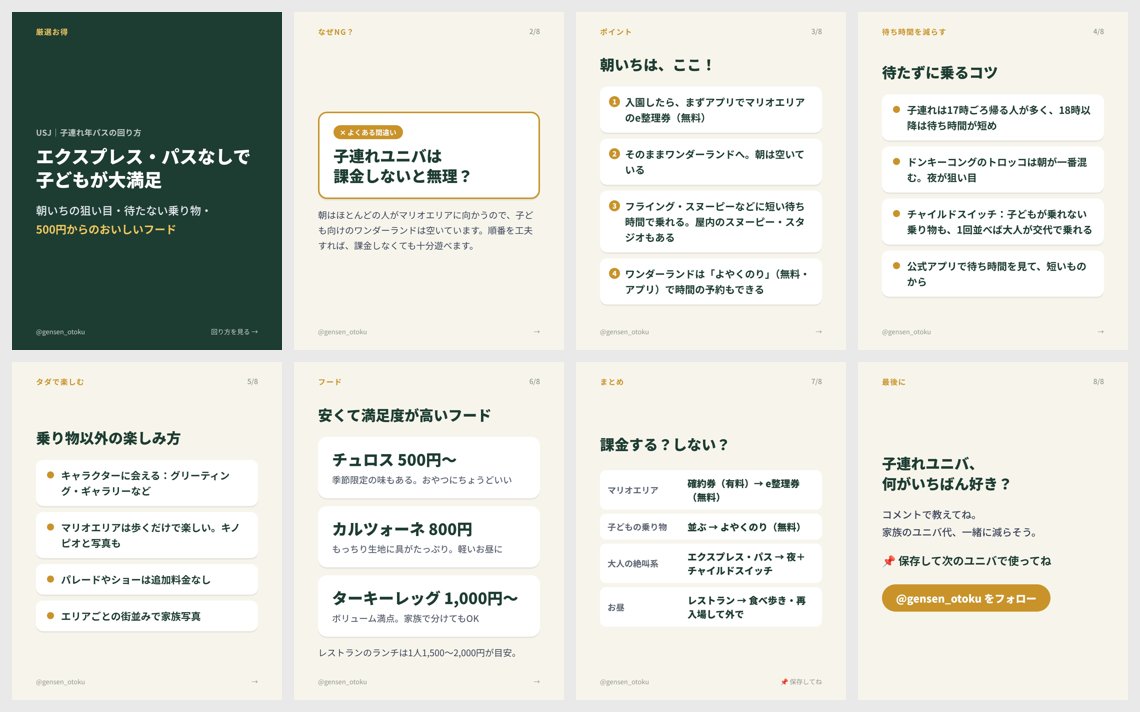 厳選お得
USJ｜子連れ年パスの回り方
エクスプレス・パスなしで
子どもが大満足
朝いちの狙い目・待たない乗り物・
500円からのおいしいフード
@gensen_otoku
回り方を見る →
なぜNG？
2/8
× よくある間違い
子連れユニバは
課金しないと無理？
朝はほとんどの人がマリオエリアに向かうので、子ど
も向けのワンダーランドは空いています。順番を工夫
すれば、課金しなくても十分遊べます。
@gensen_otoku
→
ポイント
3/8
朝いちは、ここ！
1 入園したら、まずアプリでマリオエリア
のe整理券（無料）
2 そのままワンダーランドへ。朝は空いて
いる
3 フライング・スヌーピーなどに短い待ち
時間で乗れる。屋内のスヌーピー・スタ
ジオもある
4 ワンダーランドは「よやくのり」（無料・
アプリ）で時間の予約もできる
@gensen_otoku
→
待ち時間を減らす
4/8
待たずに乗るコツ
子連れは17時ごろ帰る人が多く、18時以
降は待ち時間が短め
ドンキーコングのトロッコは朝が一番混
む。夜が狙い目
チャイルドスイッチ：子どもが乗れない
乗り物も、1回並べば大人が交代で乗れる
公式アプリで待ち時間を見て、短いもの
から
@gensen_otoku
→
タダで楽しむ
5/8
乗り物以外の楽しみ方
キャラクターに会える：グリーティン
グ・ギャラリーなど
マリオエリアは歩くだけで楽しい。キノ
ピオと写真も
パレードやショーは追加料金なし
エリアごとの街並みで家族写真
@gensen_otoku
→
フード
6/8
安くて満足度が高いフード
チュロス 500円〜
季節限定の味もある。おやつにちょうどいい
カルツォーネ 800円
もっちり生地に具がたっぷり。軽いお昼に
ターキーレッグ 1,000円〜
ボリューム満点。家族で分けてもOK
レストランのランチは1人1,500〜2,000円が目安。
@gensen_otoku
→
まとめ
7/8
課金する？しない？
マリオエリア
確約券（有料）→ e整理券
（無料）
子どもの乗り物
並ぶ → よやくのり（無料）
大人の絶叫系
エクスプレス・パス → 夜＋
チャイルドスイッチ
お昼
レストラン → 食べ歩き・再
入場して外で
@gensen_otoku
📌 保存してね
最後に
8/8
子連れユニバ、
何がいちばん好き？
コメントで教えてね。
家族のユニバ代、一緒に減らそう。
📌 保存して次のユニバで使ってね
@gensen_otoku をフォロー